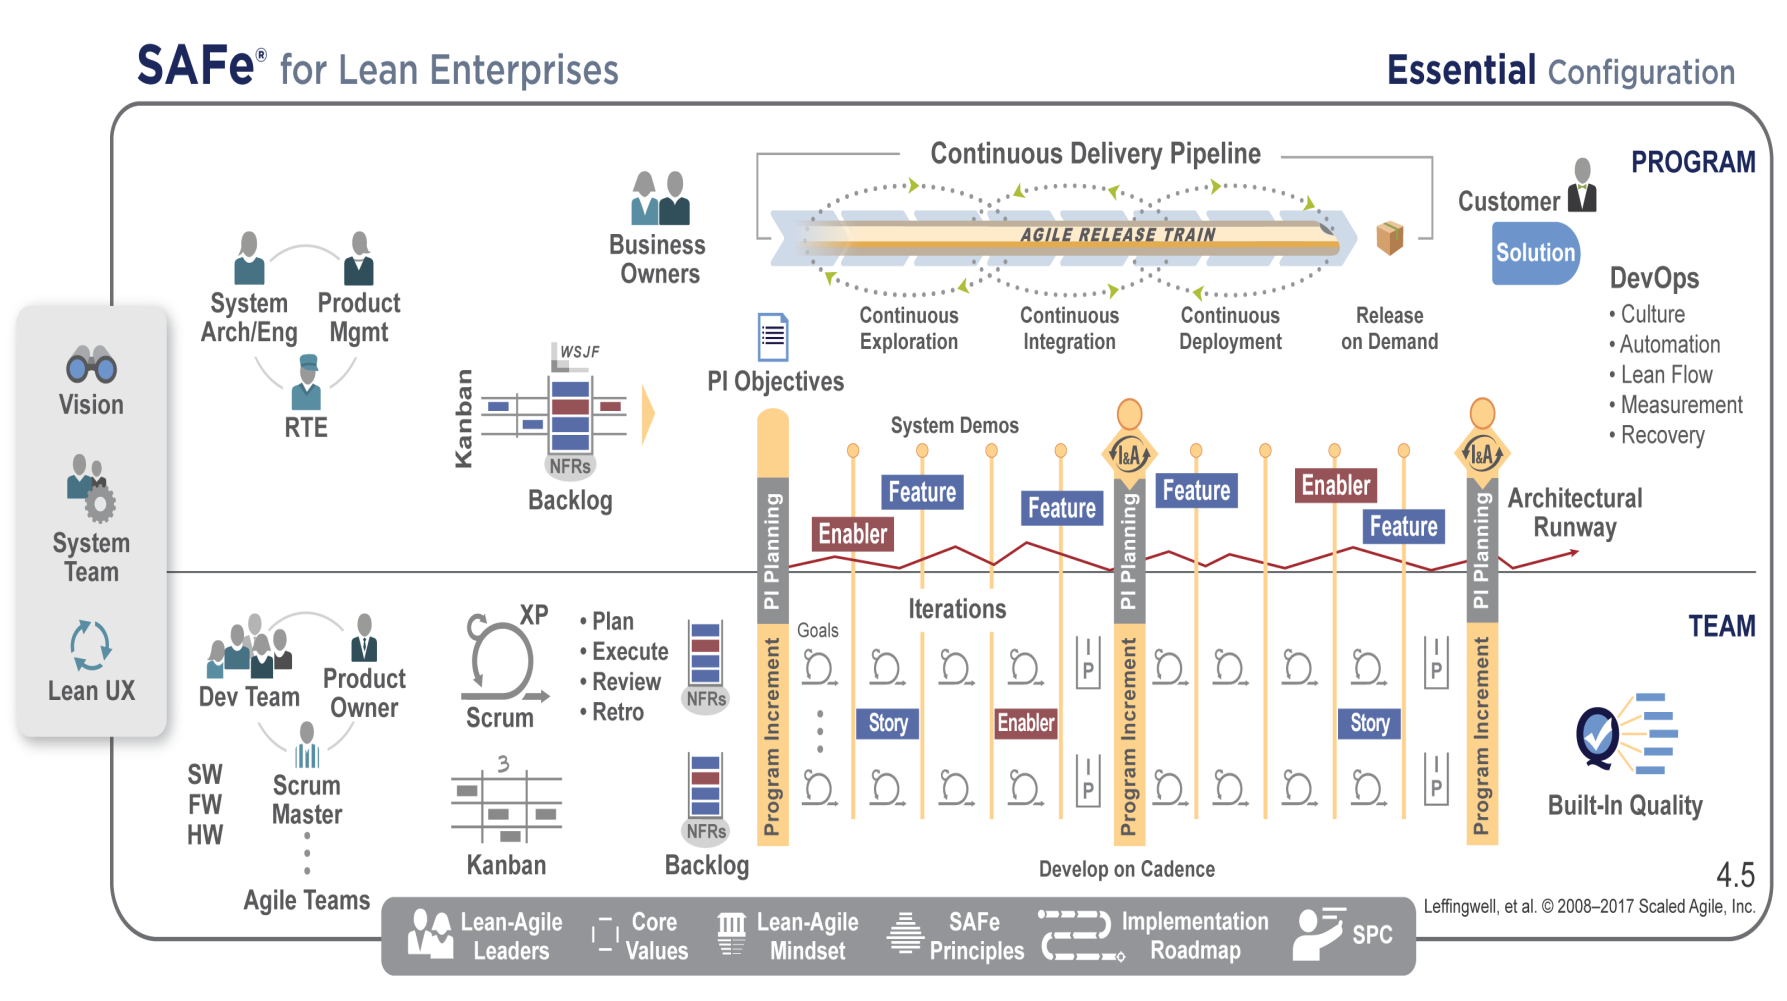 SAFe® for Lean Enterprises
Essential Configuration
PROGRAM
Continuous Delivery Pipeline
AGILE RELEASE TRAIN
Continuous
Exploration
Continuous
Integration
Continuous
Deployment
Release
on Demand
Customer
Solution
DevOps
• Culture
• Automation
• Lean Flow
• Measurement
• Recovery
Business
Owners
System
Arch/Eng
Product
Mgmt
RTE
Vision
System
Team
Lean UX
Kanban
WSJF
NFRs
Backlog
PI Objectives
System Demos
I&A
I&A
Feature
Feature
Enabler
Feature
Enabler
Feature
Architectural
Runway
PI Planning
PI Planning
PI Planning
TEAM
Iterations
Goals
Program Increment
Program Increment
Program Increment
I
P
I
P
I
P
I
P
Story
Enabler
Story
Dev Team
Product
Owner
Scrum
Master
SW
FW
HW
Agile Teams
XP
Scrum
• Plan
• Execute
• Review
• Retro
NFRs
3
Kanban
NFRs
Backlog
Develop on Cadence
Built-In Quality
4.5
Leffingwell, et al. © 2008–2017 Scaled Agile, Inc.
Lean-Agile
Leaders
Core
Values
Lean-Agile
Mindset
SAFe
Principles
Implementation
Roadmap
SPC